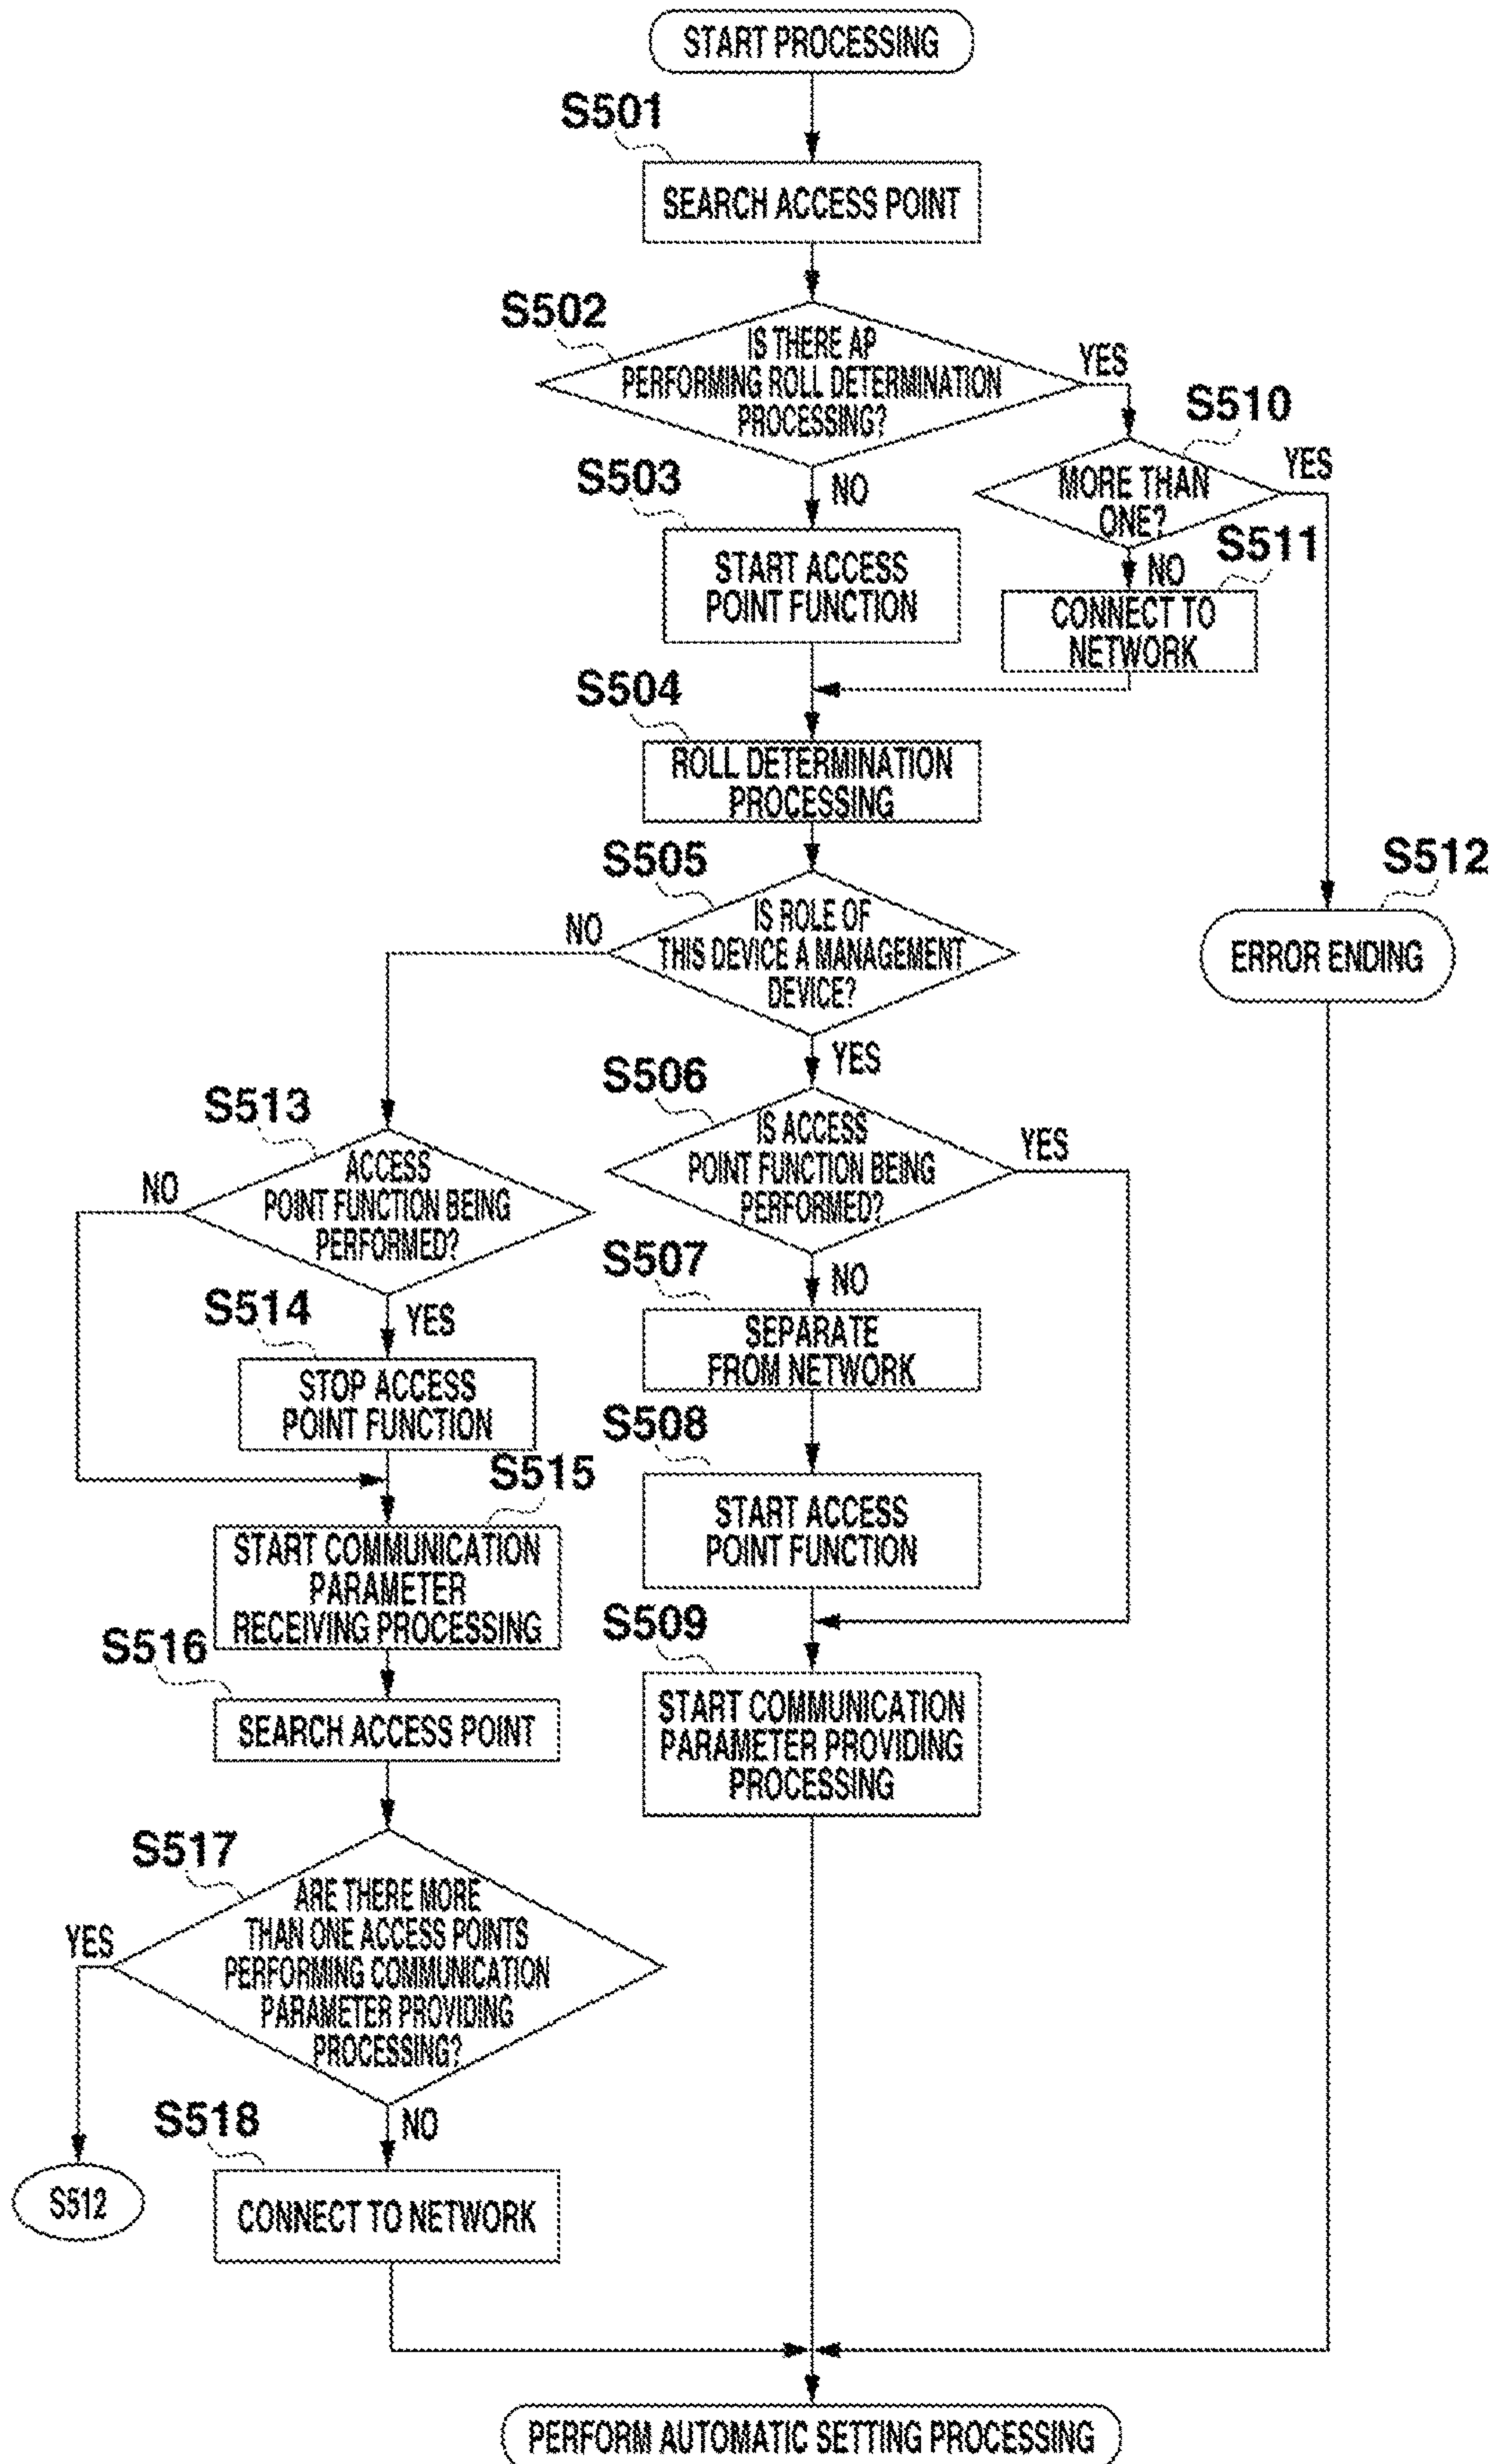 START PROCESSING
S501
SEARCH ACCESS POINT
S502
IS THERE AP
PERFORMING ROLL DETERMINATION
PROCESSING?
YES
S510
MORE THAN
ONE?
YES
NO
S503
START ACCESS
POINT FUNCTION
NO
S511
CONNECT TO
NETWORK
S504
ROLL DETERMINATION
PROCESSING
S505
IS ROLE OF
THIS DEVICE A MANAGEMENT
DEVICE?
NO
YES
S512
ERROR ENDING
S506
IS ACCESS
POINT FUNCTION BEING
PERFORMED?
YES
NO
S513
ACCESS
POINT FUNCTION BEING
PERFORMED?
NO
YES
S507
SEPARATE
FROM NETWORK
S514
STOP ACCESS
POINT FUNCTION
S508
START ACCESS
POINT FUNCTION
S515
START COMMUNICATION
PARAMETER
RECEIVING PROCESSING
S509
START COMMUNICATION
PARAMETER PROVIDING
PROCESSING
S516
SEARCH ACCESS POINT
S517
ARE THERE MORE
THAN ONE ACCESS POINTS
PERFORMING COMMUNICATION
PARAMETER PROVIDING
PROCESSING?
YES
NO
S512
S518
CONNECT TO NETWORK
PERFORM AUTOMATIC SETTING PROCESSING